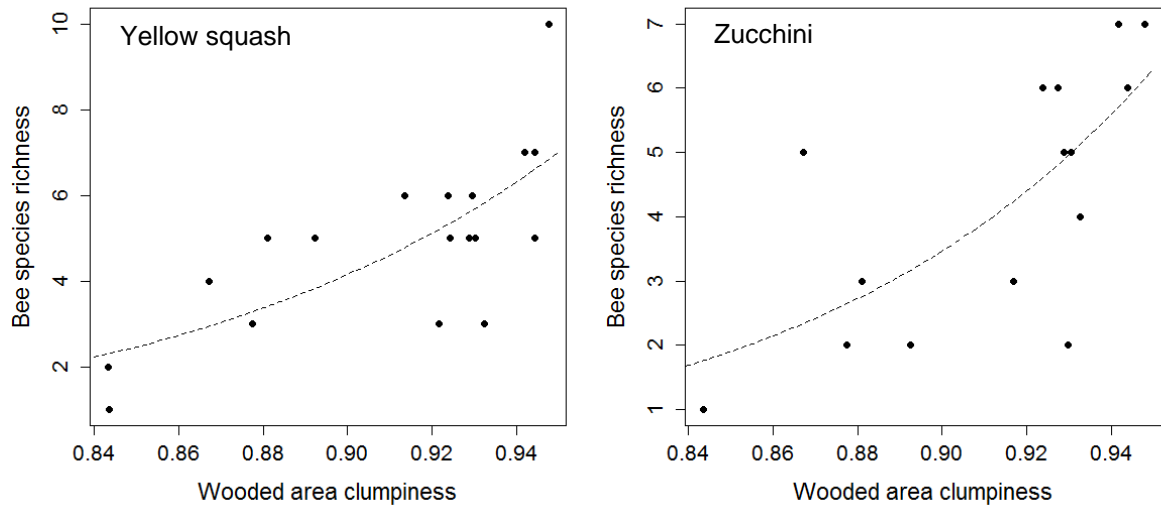 Yellow squash
10
8
6
4
2
Bee species richness
0.84 0.86 0.88 0.90 0.92 0.94
Wooded area clumpiness
Zucchini
7
6
5
4
3
2
1
Bee species richness
0.84 0.86 0.88 0.90 0.92 0.94
Wooded area clumpiness